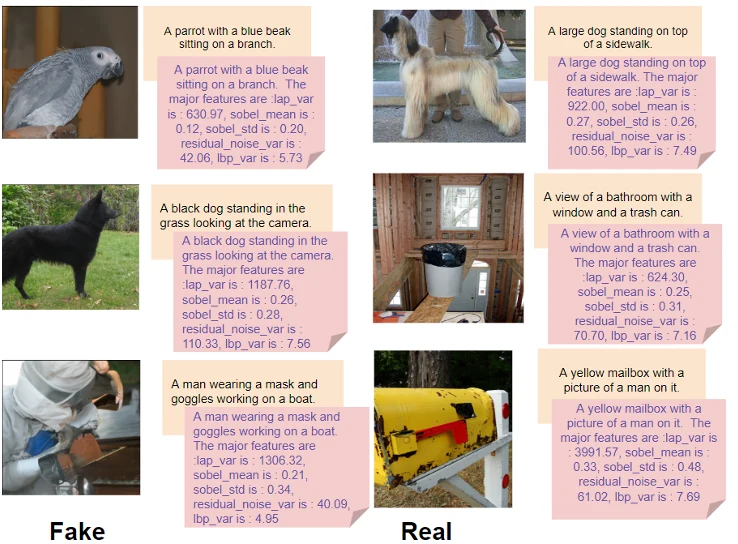 A parrot with a blue beak
sitting on a branch.
A parrot with a blue beak
sitting on a branch. The
major features are :lap_var
is : 630.97, sobel_mean is :
0.12, sobel_std is : 0.20,
residual_noise_var is :
42.06, lbp_var is : 5.73
A black dog standing in the
grass looking at the camera.
A black dog standing in the
grass looking at the camera.
The major features are
:lap_var is : 1187.76,
sobel_mean is : 0.26,
sobel_std is : 0.28,
residual_noise_var is :
110.33, lbp_var is : 7.56
A man wearing a mask and
goggles working on a boat.
A man wearing a mask and
goggles working on a boat.
The major features are
:lap_var is : 1306.32,
sobel_mean is : 0.21,
sobel_std is : 0.34,
residual_noise_var is : 40.09,
lbp_var is : 4.95
Fake
A large dog standing on top
of a sidewalk.
A large dog standing on top
of a sidewalk. The major
features are :lap_var is :
922.00, sobel_mean is :
0.27, sobel_std is : 0.26,
residual_noise_var is :
100.56, lbp_var is : 7.49
A view of a bathroom with a
window and a trash can.
A view of a bathroom with a
window and a trash can.
The major features are
:lap_var is : 624.30,
sobel_mean is : 0.25,
sobel_std is : 0.31,
residual_noise_var is :
70.70, lbp_var is : 7.16
A yellow mailbox with a
picture of a man on it.
A yellow mailbox with a
picture of a man on it. The
major features are :lap_var is
: 3991.57, sobel_mean is :
0.33, sobel_std is : 0.48,
residual_noise_var is :
61.02, lbp_var is : 7.69
Real